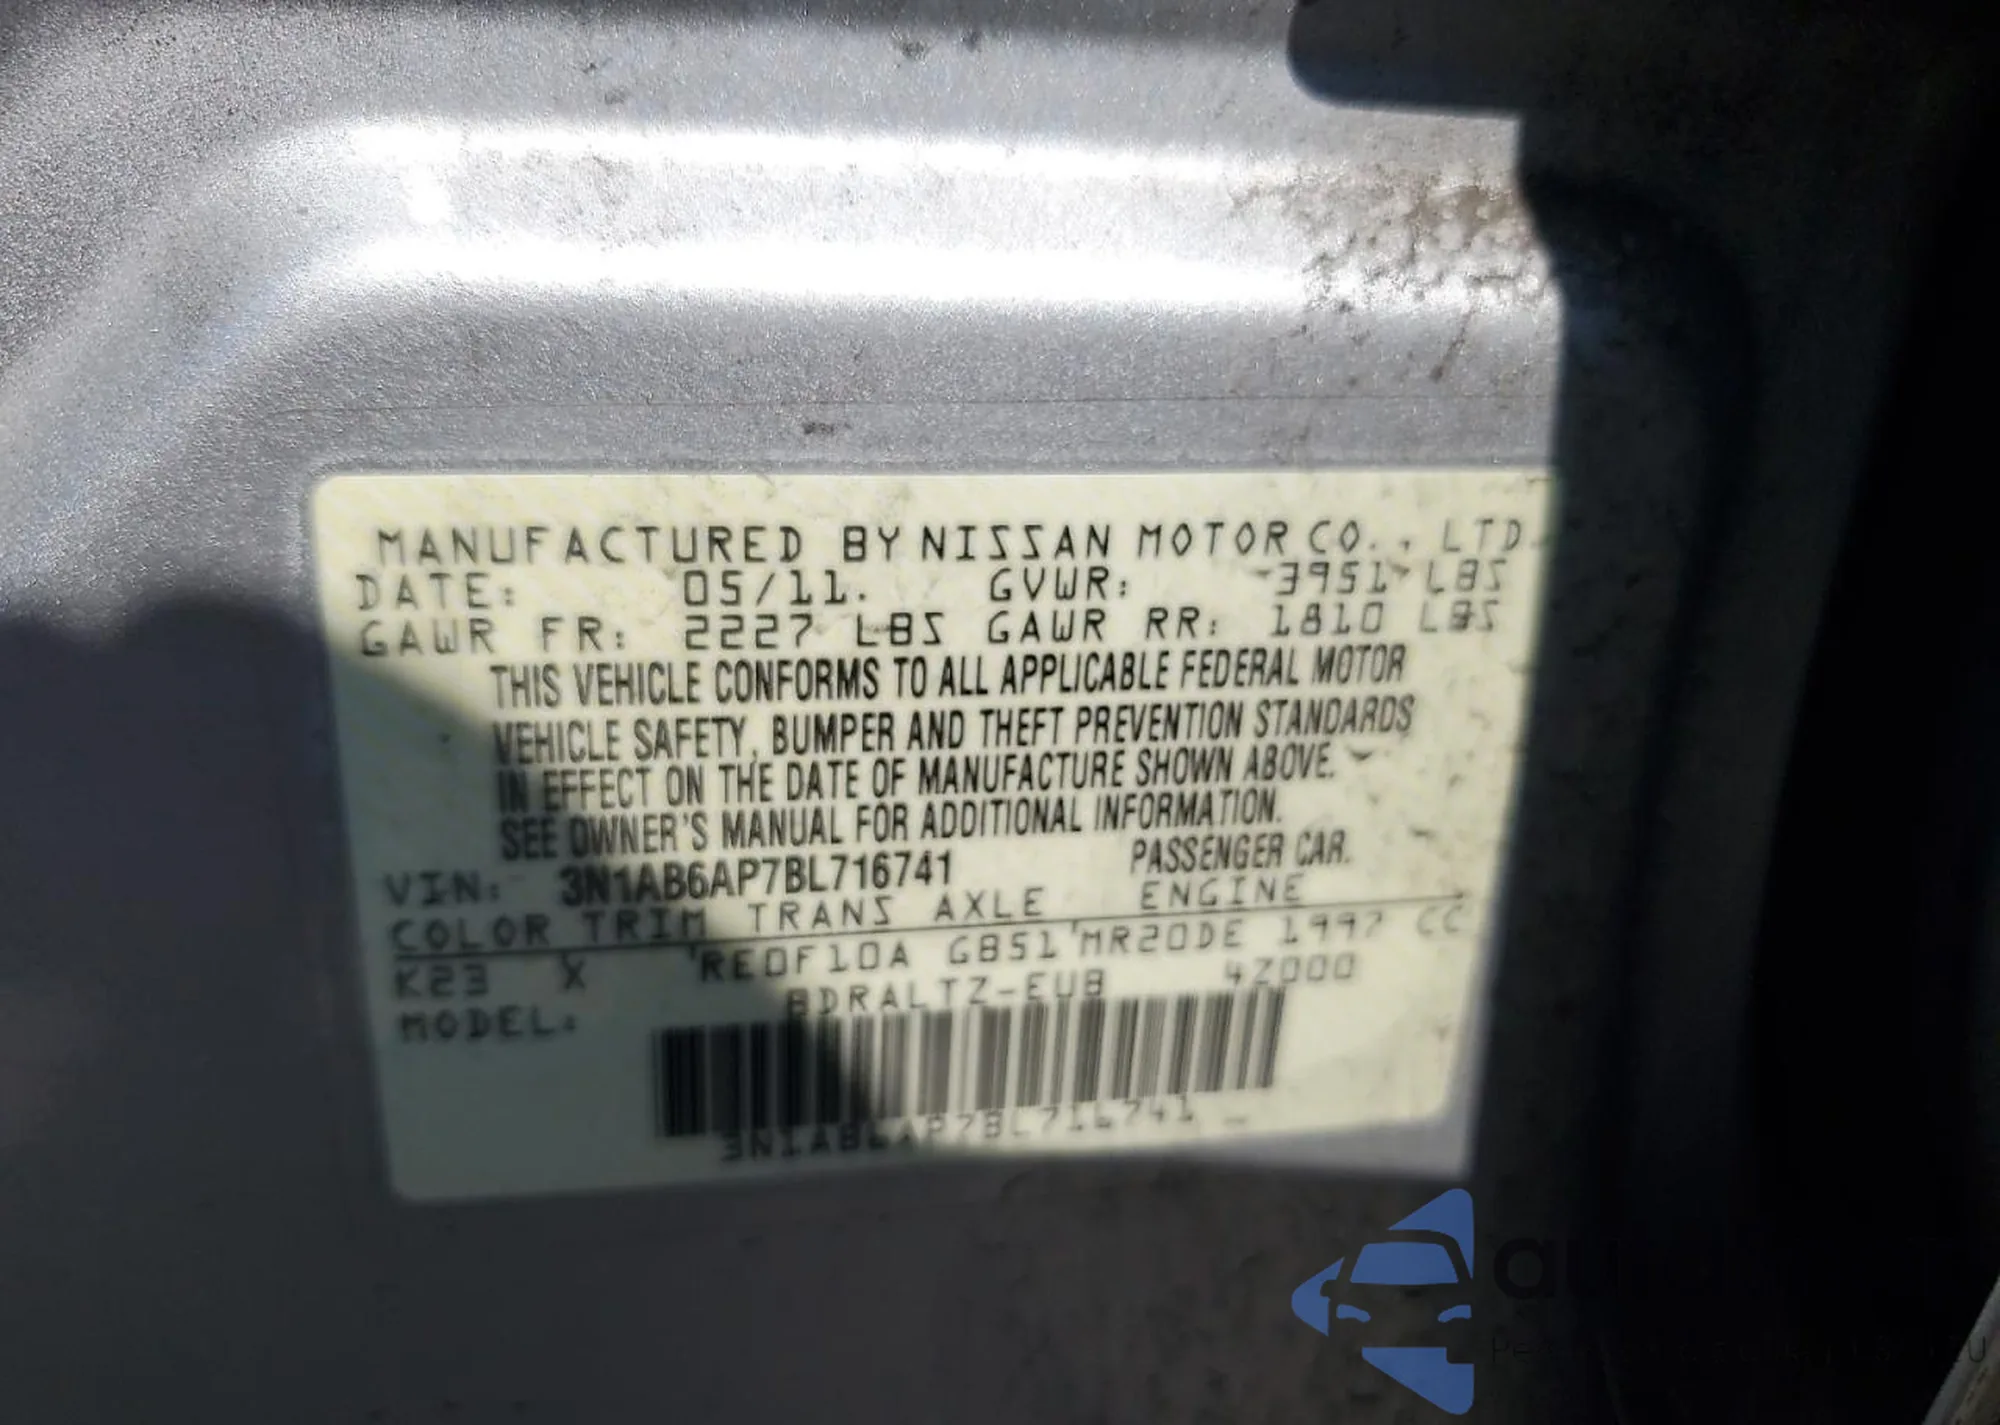 MANUFACTURED BY NISSAN MOTOR CO., LTD.
DATE: 05/11. GVWR: 3951 LBS
GAWR FR: 2227 LBS GAWR RR: 1810 LBS
THIS VEHICLE CONFORMS TO ALL APPLICABLE FEDERAL MOTOR
VEHICLE SAFETY, BUMPER AND THEFT PREVENTION STANDARDS
IN EFFECT ON THE DATE OF MANUFACTURE SHOWN ABOVE.
SEE OWNER'S MANUAL FOR ADDITIONAL INFORMATION.
VIN: 3N1AB6AP7BL716741 PASSENGER CAR.
COLOR TRIM TRANS AXLE ENGINE
K23 X RE0F10A GB51 MR20DE 1997 CC
MODEL: BDRALTZ-EUB 4Z000
3N1AB6AP7BL716741